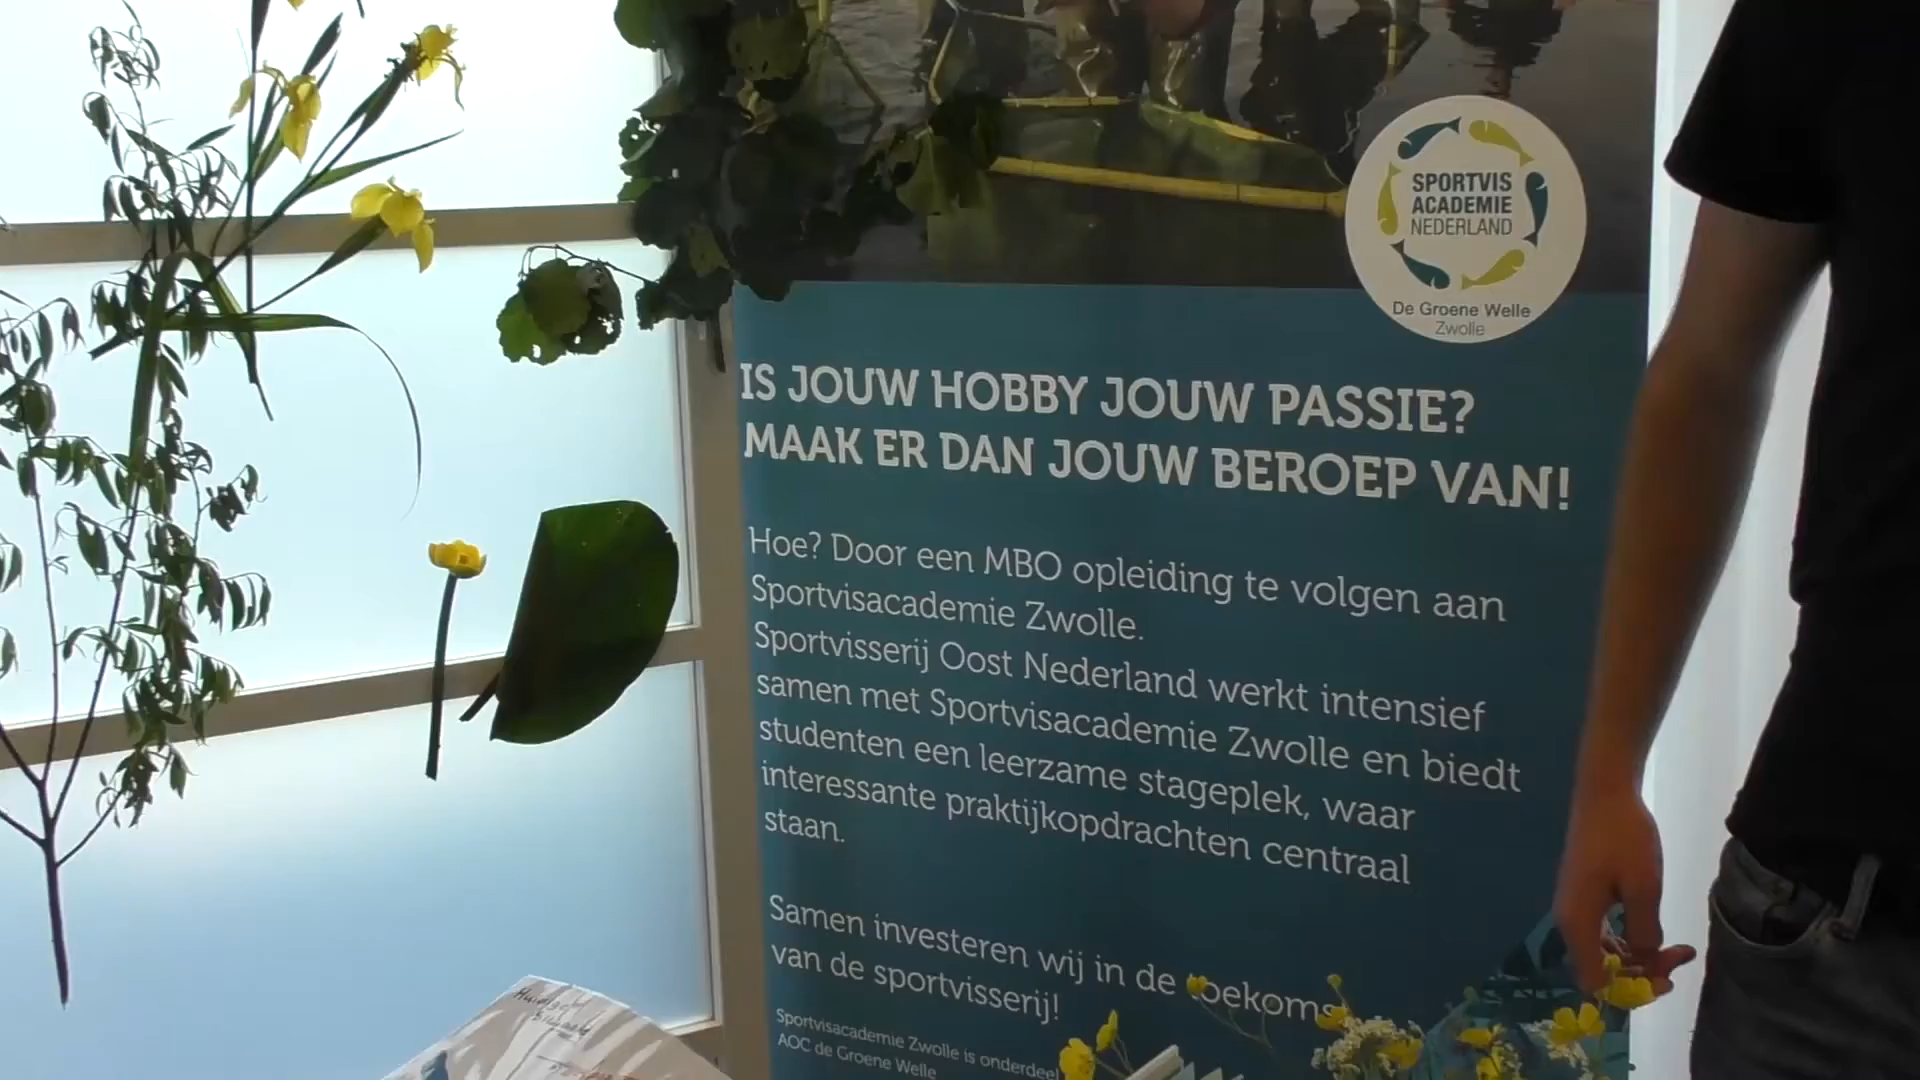 SPORTVIS
ACADEMIE
NEDERLAND
De Groene Welle
Zwolle
IS JOUW HOBBY JOUW PASSIE?
MAAK ER DAN JOUW BEROEP VAN!
Hoe? Door een MBO opleiding te volgen aan
Sportvisacademie Zwolle.
Sportvisserij Oost Nederland werkt intensief
samen met Sportvisacademie Zwolle en biedt
studenten een leerzame stageplek, waar
interessante praktijkopdrachten centraal
staan.
Samen investeren wij in de
van de sportvisserij!
Sportvisacademie Zwolle is onderdeel
AOC de Groene Welle